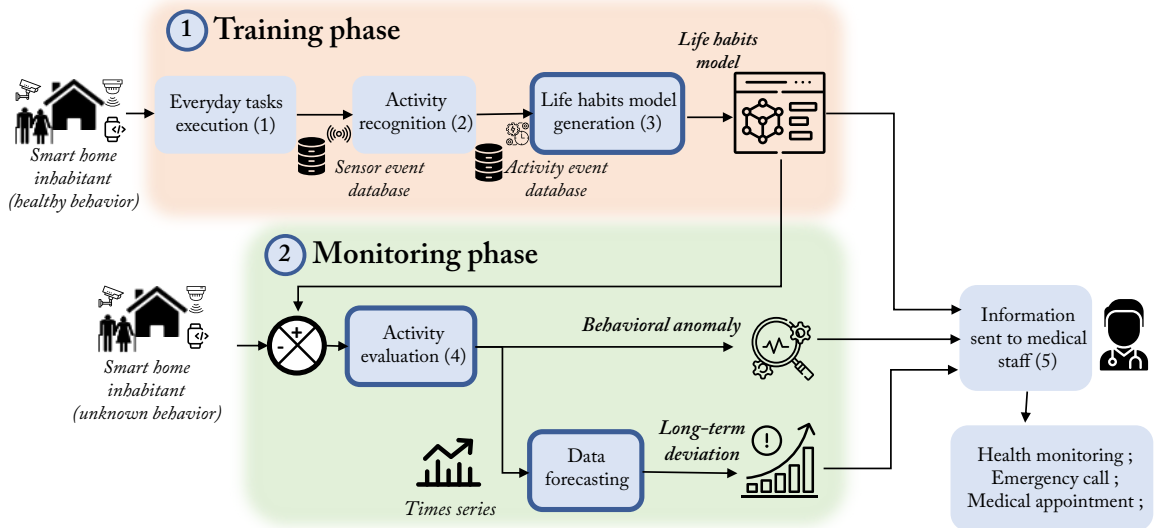 1 Training phase
Life habits
model
Everyday tasks
execution (1)
Activity
recognition (2)
Life habits model
generation (3)
Smart home
inhabitant
(healthy behavior)
Sensor event
database
Activity event
database
2 Monitoring phase
+
-
Activity
evaluation (4)
Behavioral anomaly
Information
sent to medical
staff (5)
Smart home
inhabitant
(unknown behavior)
Long-term
deviation
!
Data
forecasting
Times series
Health monitoring ;
Emergency call ;
Medical appointment ;